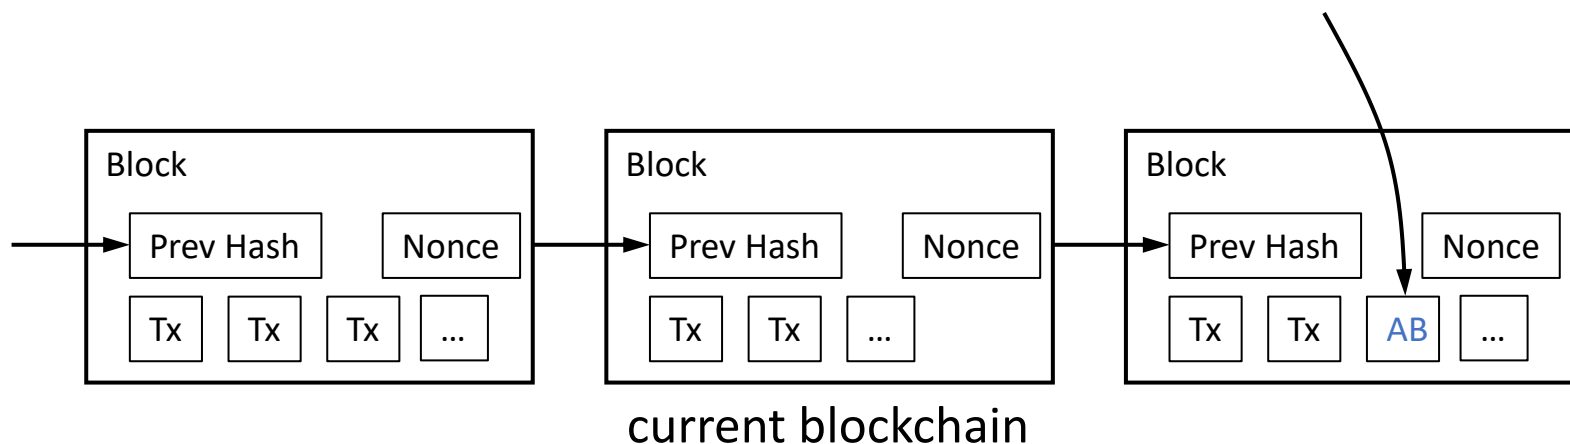 Block Block Block
Prev Hash Nonce Prev Hash Nonce Prev Hash Nonce
Tx Tx Tx ... Tx Tx ... Tx Tx AB ...
current blockchain